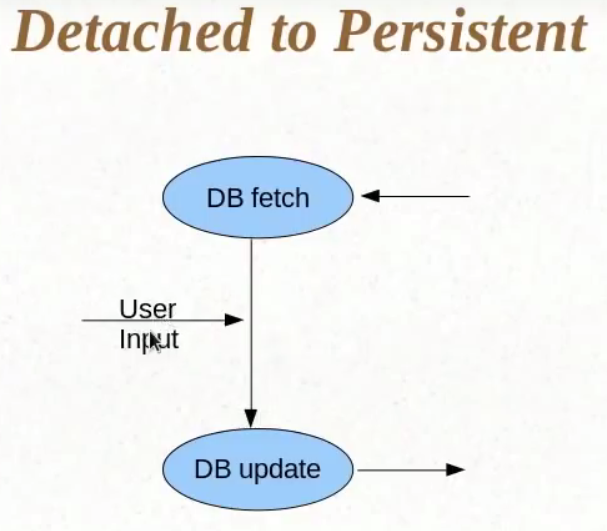 Detached to Persistent
DB fetch
User
Input
DB update